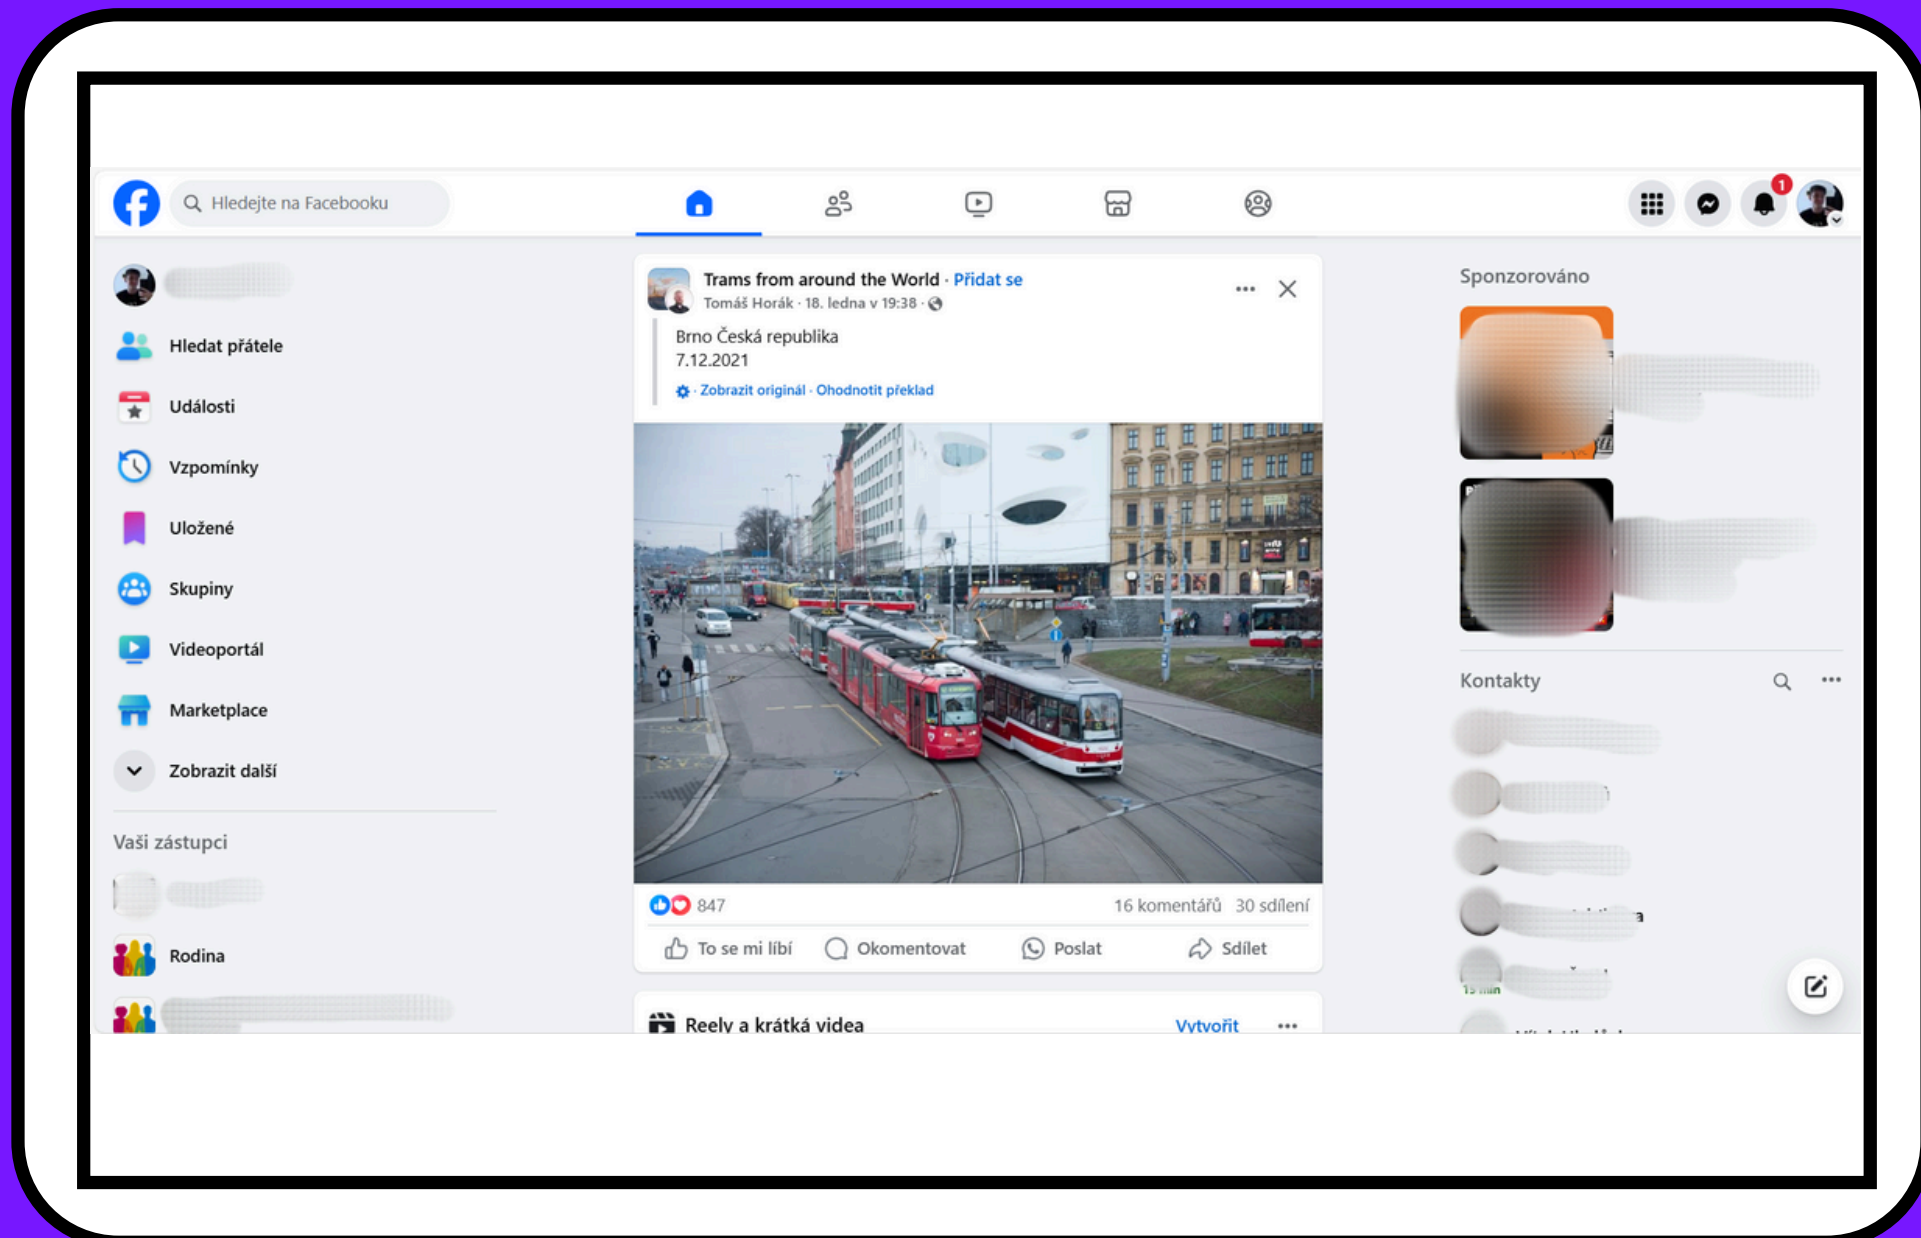 Hledejte na Facebooku
1
Hledat přátele
Události
Vzpomínky
Uložené
Skupiny
Videoportál
Marketplace
Zobrazit další
Vaši zástupci
Rodina
Trams from around the World · Přidat se
Tomáš Horák · 18. ledna v 19:38 ·
Brno Česká republika
7.12.2021
· Zobrazit originál · Ohodnotit překlad
847
16 komentářů 30 sdílení
To se mi líbí Okomentovat Poslat Sdílet
Reely a krátká videa Vytvořit
Sponzorováno
Kontakty